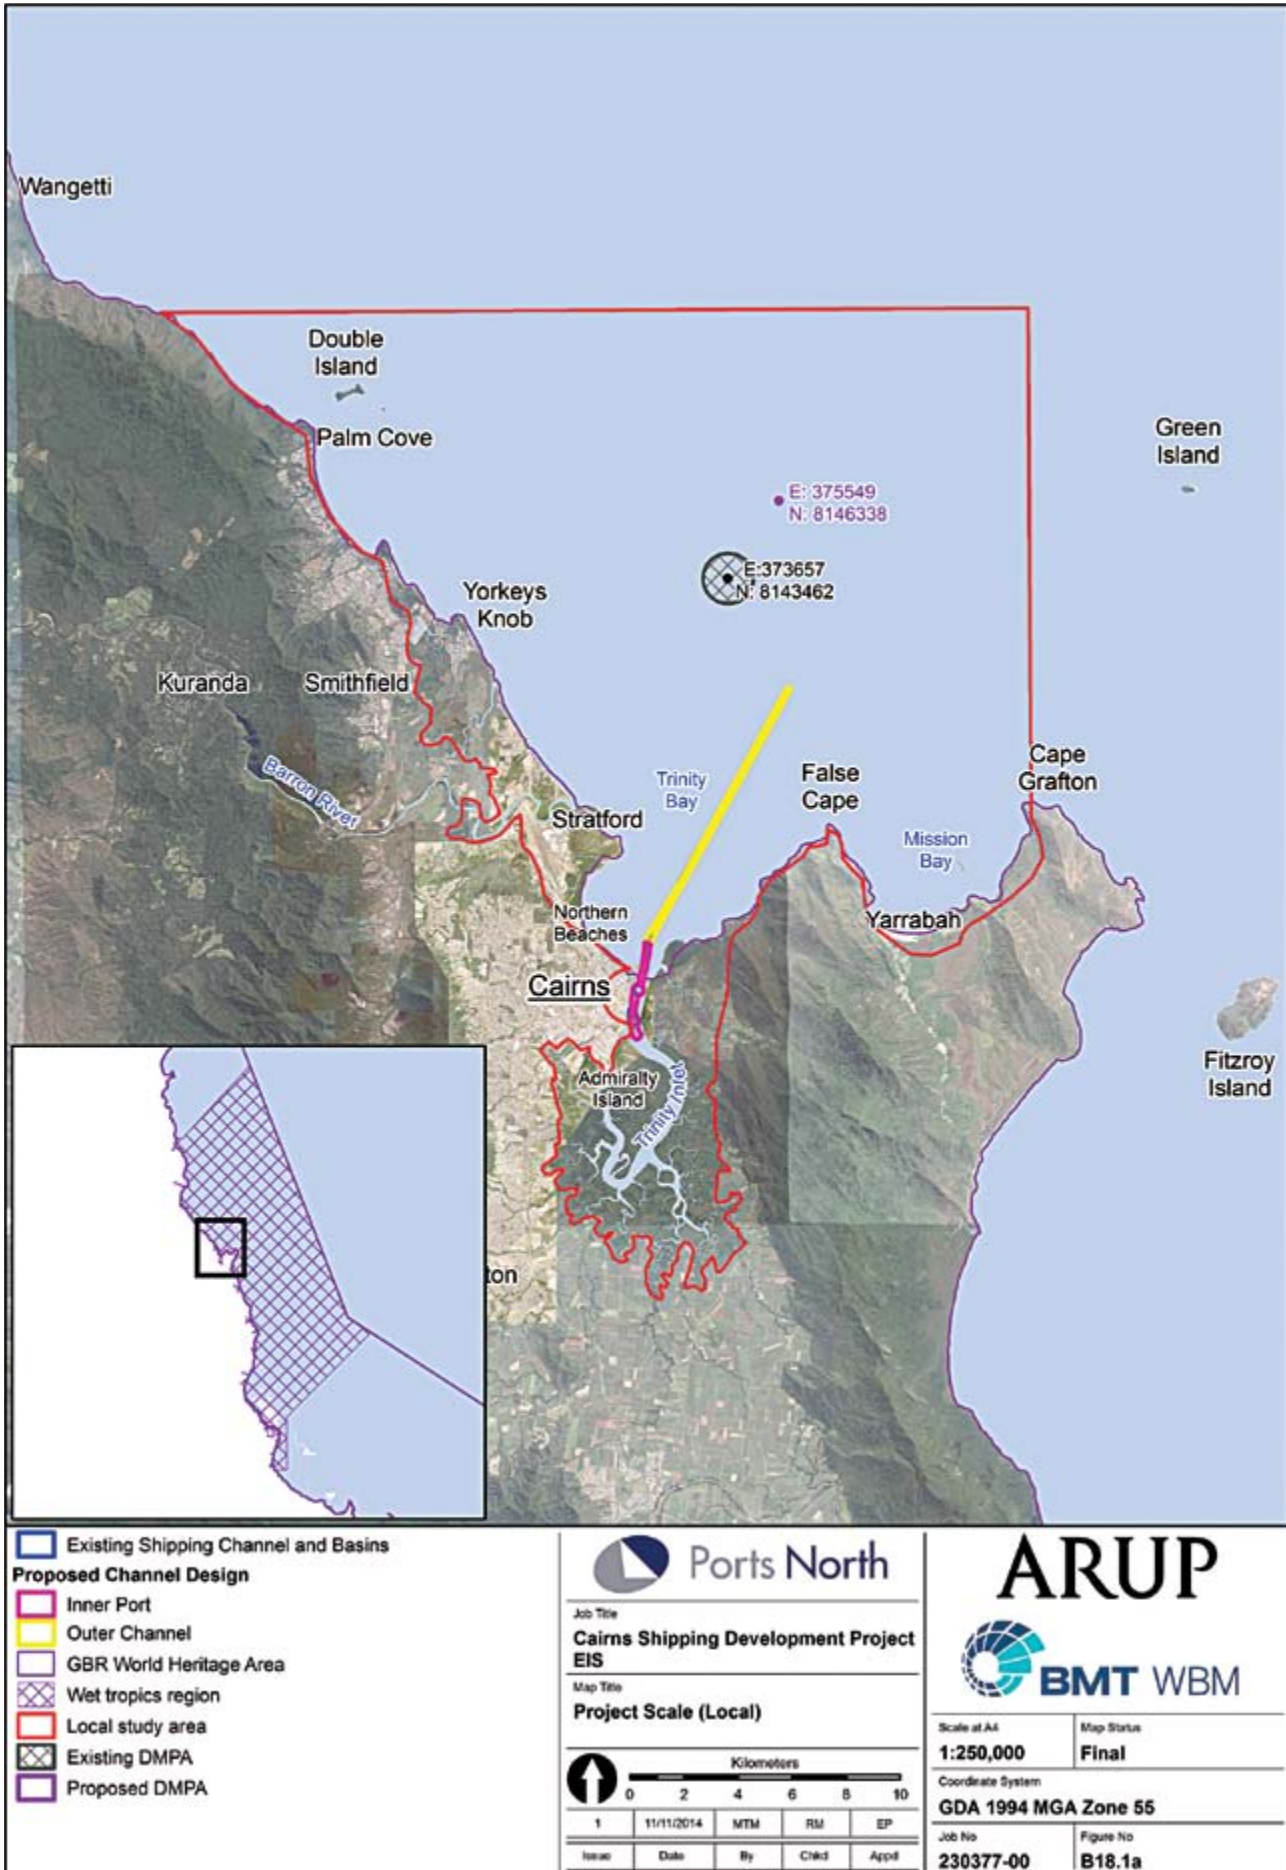 Wangetti
Double
Island
Palm Cove
Green
Island
E: 375549
N: 8146338
E:373657
N: 8143462
Yorkeys
Knob
Kuranda
Smithfield
Barron River
Trinity
Bay
False
Cape
Cape
Grafton
Stratford
Mission
Bay
Northern
Beaches
Yarrabah
Cairns
Fitzroy
Island
Admiralty
Island
Trinity Inlet
ton
Existing Shipping Channel and Basins
Proposed Channel Design
Inner Port
Outer Channel
GBR World Heritage Area
Wet tropics region
Local study area
Existing DMPA
Proposed DMPA
Ports North
Job Title
Cairns Shipping Development Project
EIS
Map Title
Project Scale (Local)
Kilometers
0 2 4 6 8 10
1 11/11/2014 MTM RM EP
Issue Date By Chkd Appd
ARUP
BMT WBM
Scale at A4 Map Status
1:250,000 Final
Coordinate System
GDA 1994 MGA Zone 55
Job No Figure No
230377-00 B18.1a